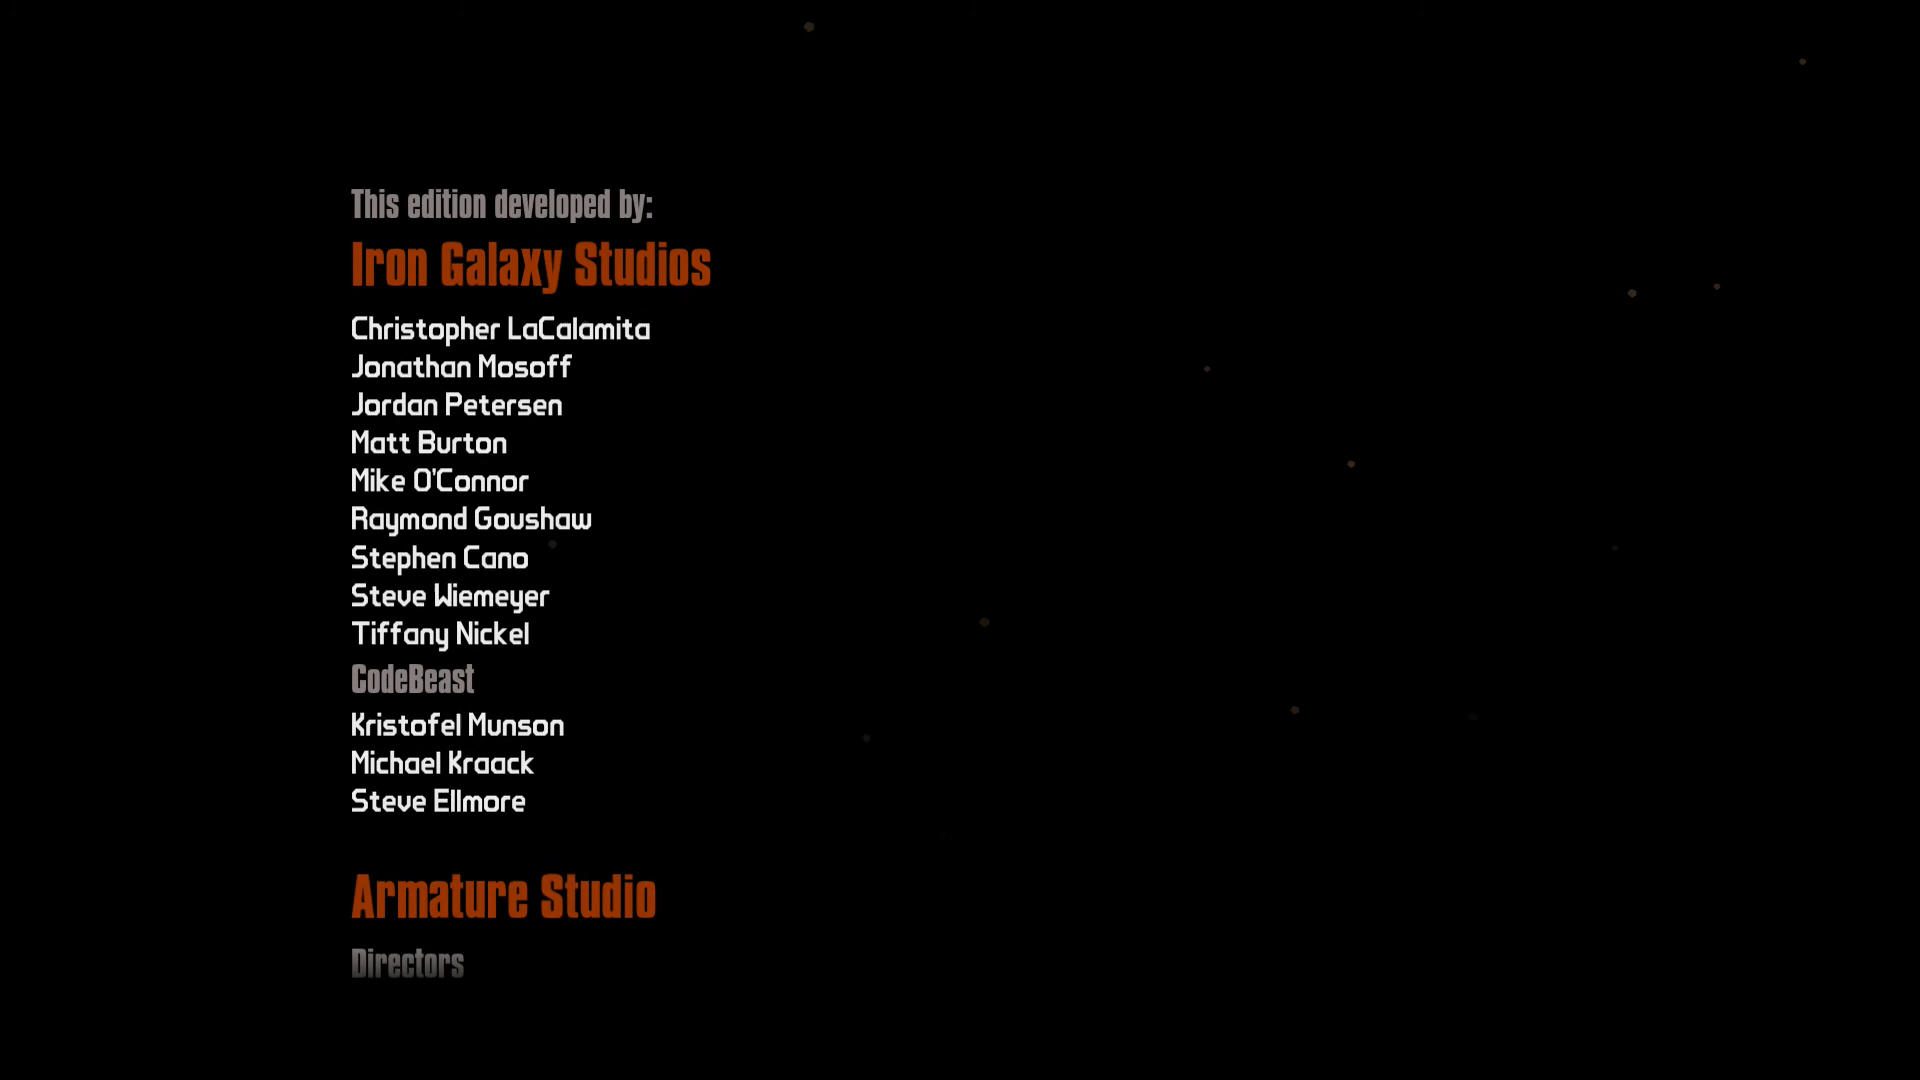 This edition developed by:
Iron Galaxy Studios
Christopher LaCalamita
Jonathan Mosoff
Jordan Petersen
Matt Burton
Mike O'Connor
Raymond Goushaw
Stephen Cano
Steve Wiemeyer
Tiffany Nickel
CodeBeast
Kristofel Munson
Michael Kraack
Steve Ellmore
Armature Studio
Directors